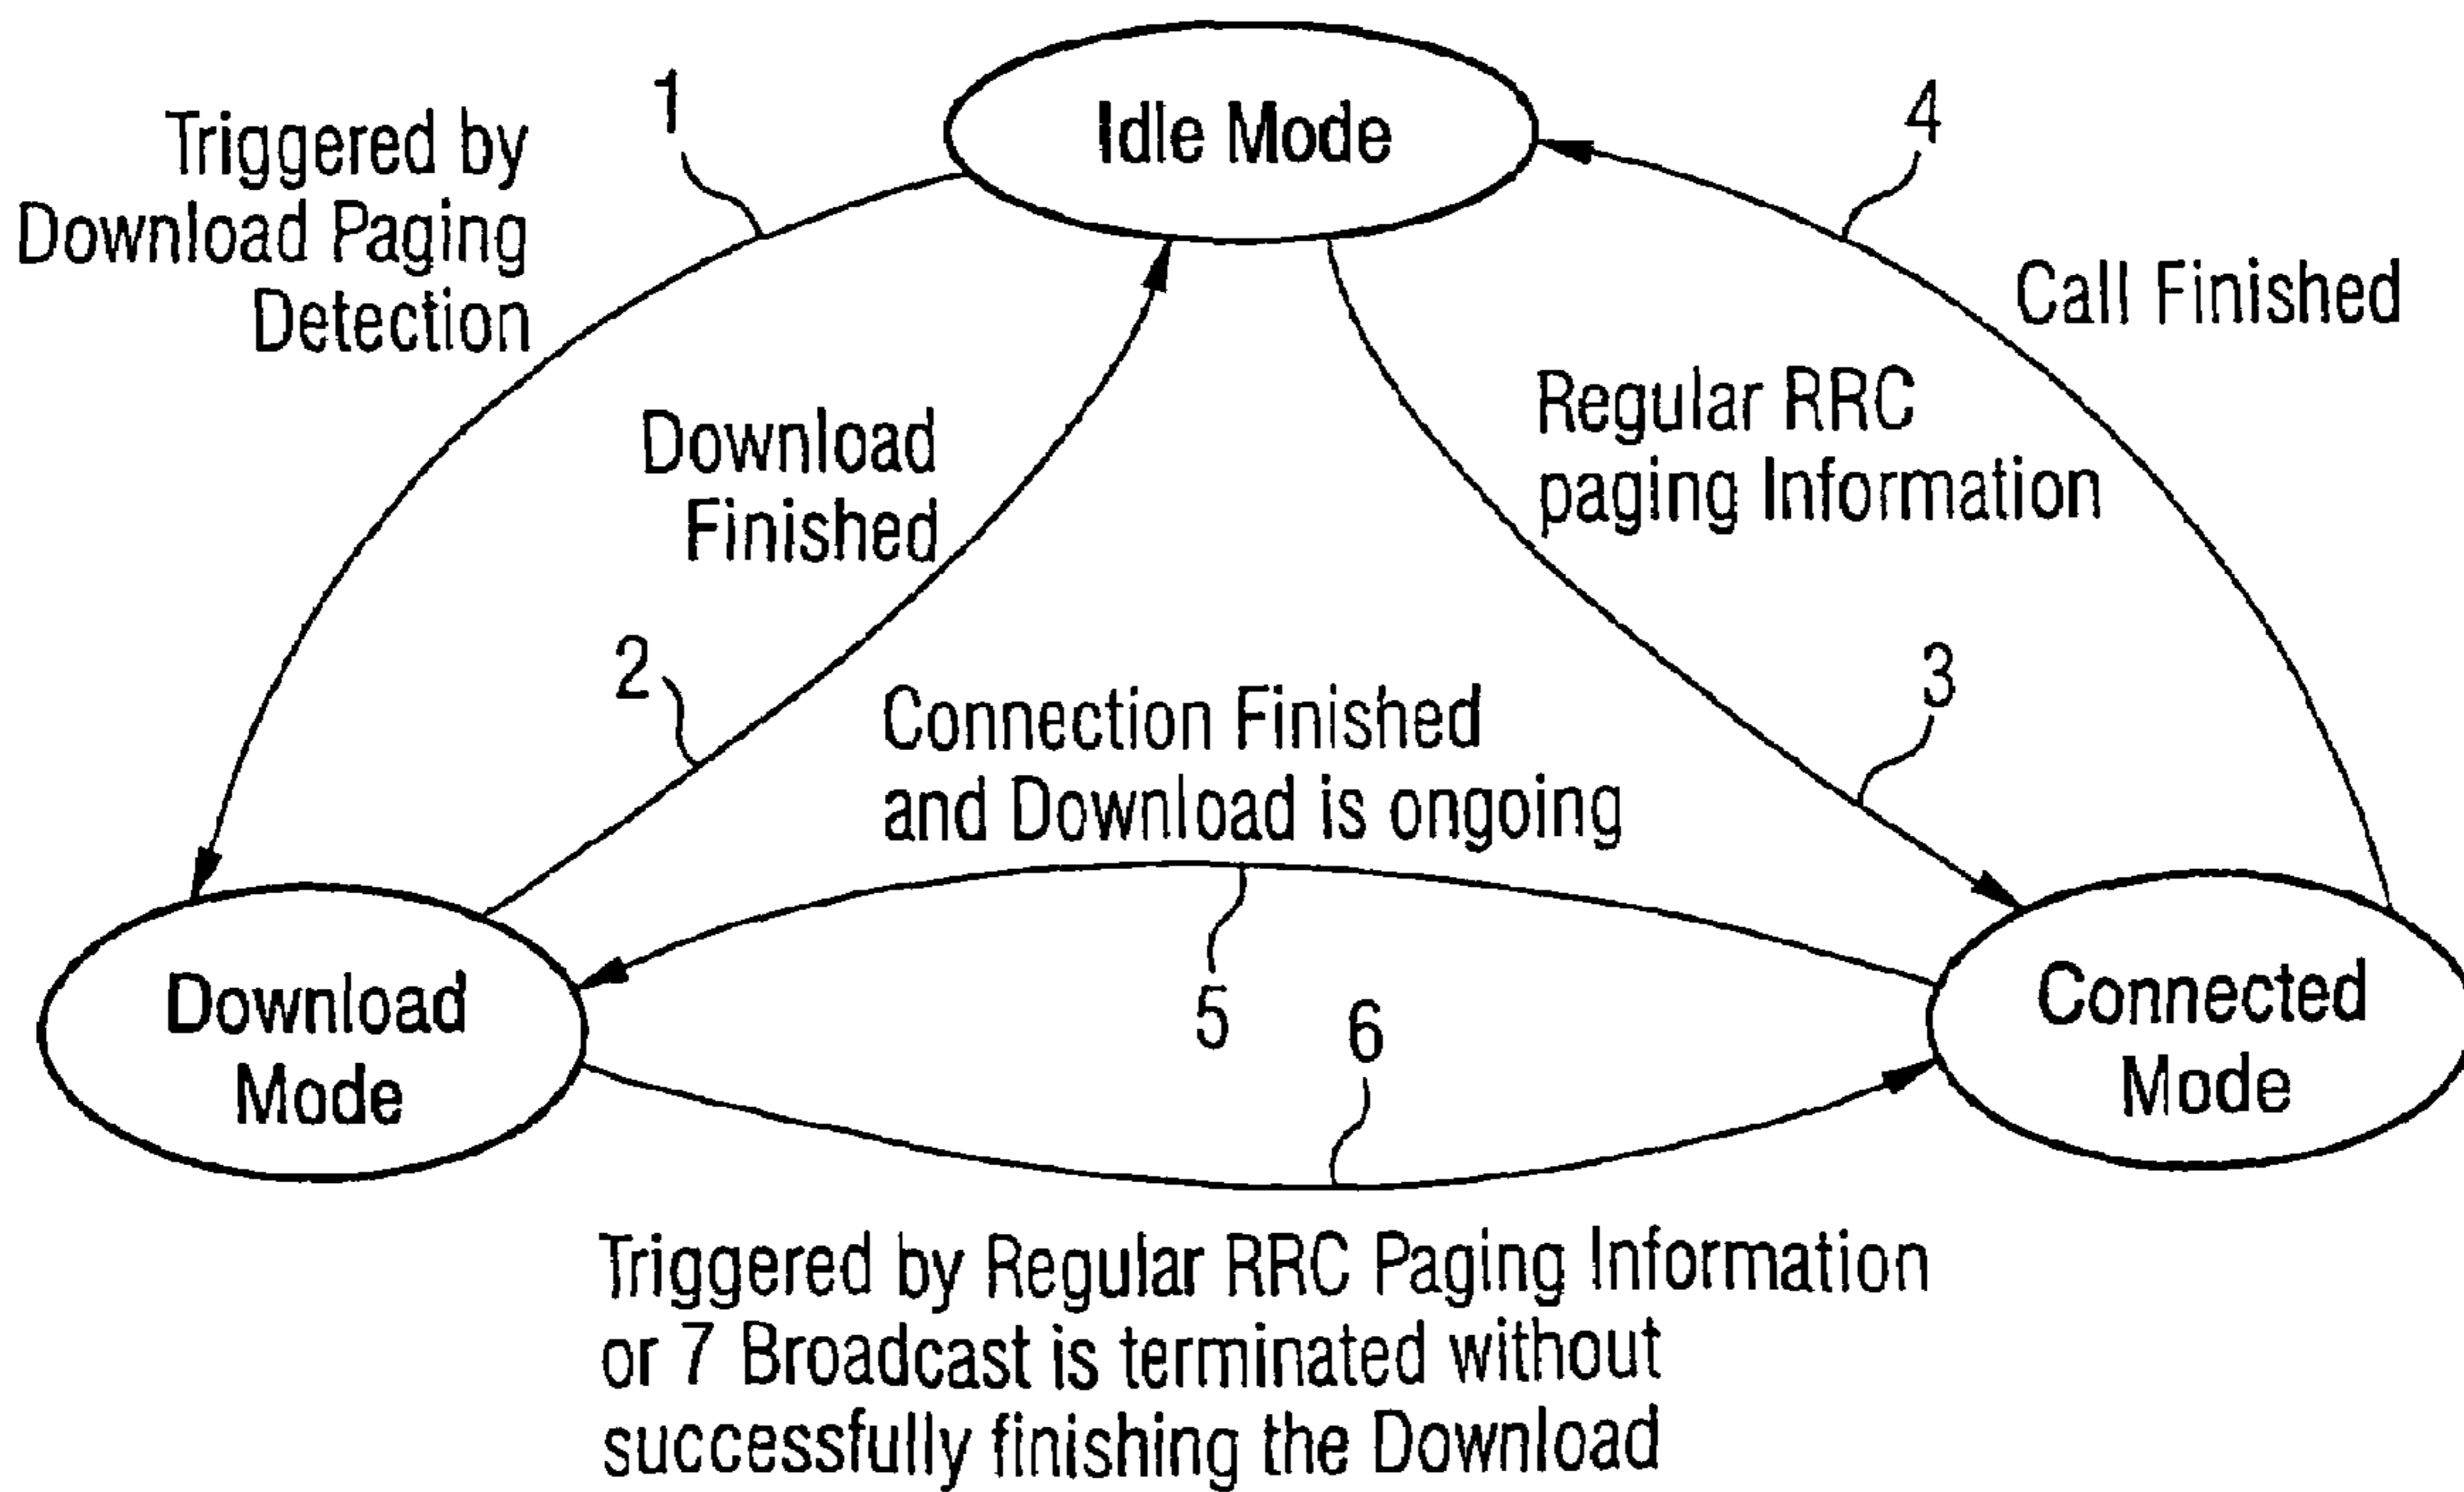 Idle Mode
1
Triggered by
Download Paging
Detection
4
Call Finished
Download
Finished
Regular RRC
paging Information
2
3
Connection Finished
and Download is ongoing
5
6
Download
Mode
Connected
Mode
Triggered by Regular RRC Paging Information
or 7 Broadcast is terminated without
successfully finishing the Download